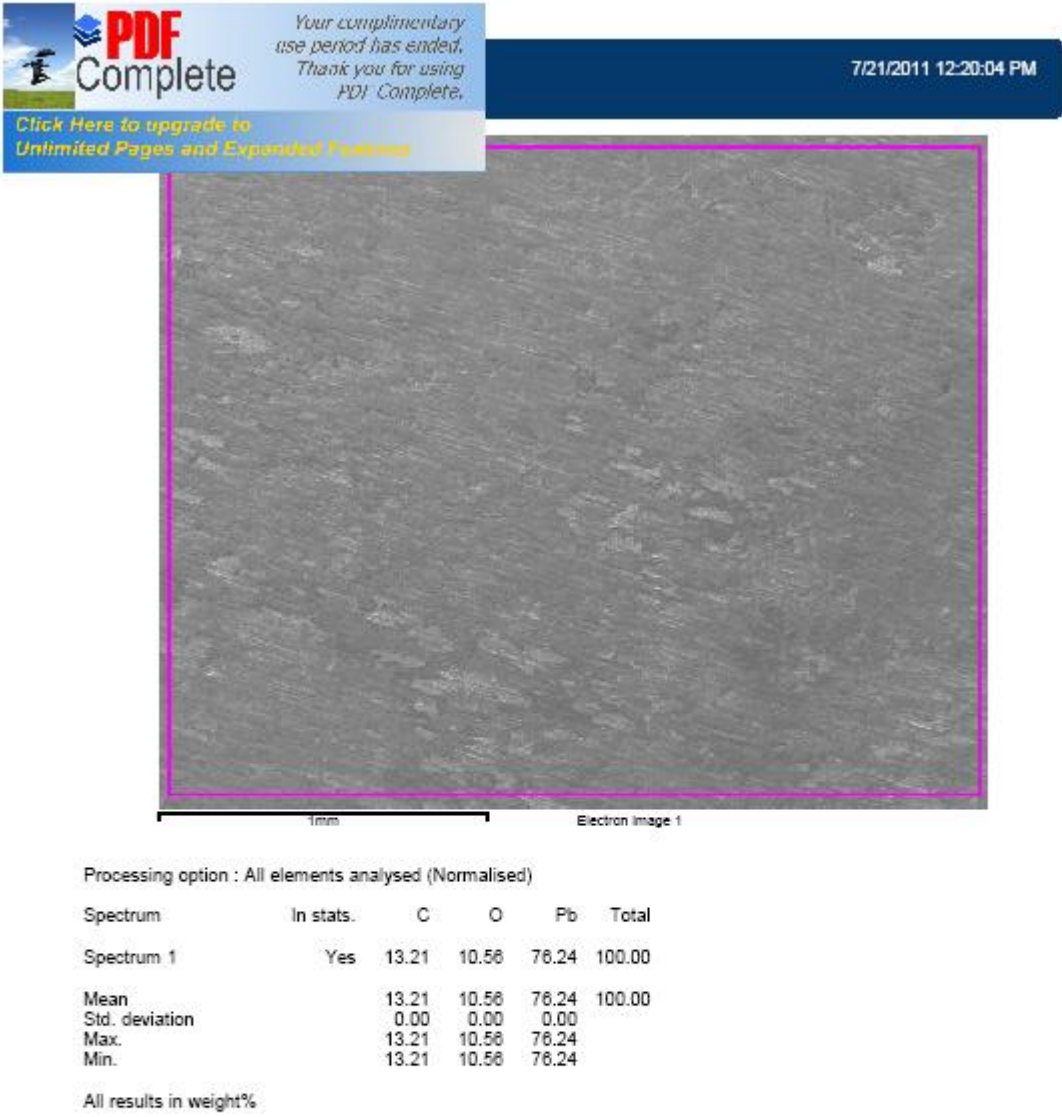 PDF
Complete
Your complimentary
use period has ended.
Thank you for using
PDF Complete.
Click Here to upgrade to
Unlimited Pages and Expanded Features
7/21/2011 12:20:04 PM
1mm
Electron Image 1
Processing option : All elements analysed (Normalised)
Spectrum In stats. C O Pb Total
Spectrum 1 Yes 13.21 10.56 76.24 100.00
Mean 13.21 10.56 76.24 100.00
Std. deviation 0.00 0.00 0.00
Max. 13.21 10.56 76.24
Min. 13.21 10.56 76.24
All results in weight%